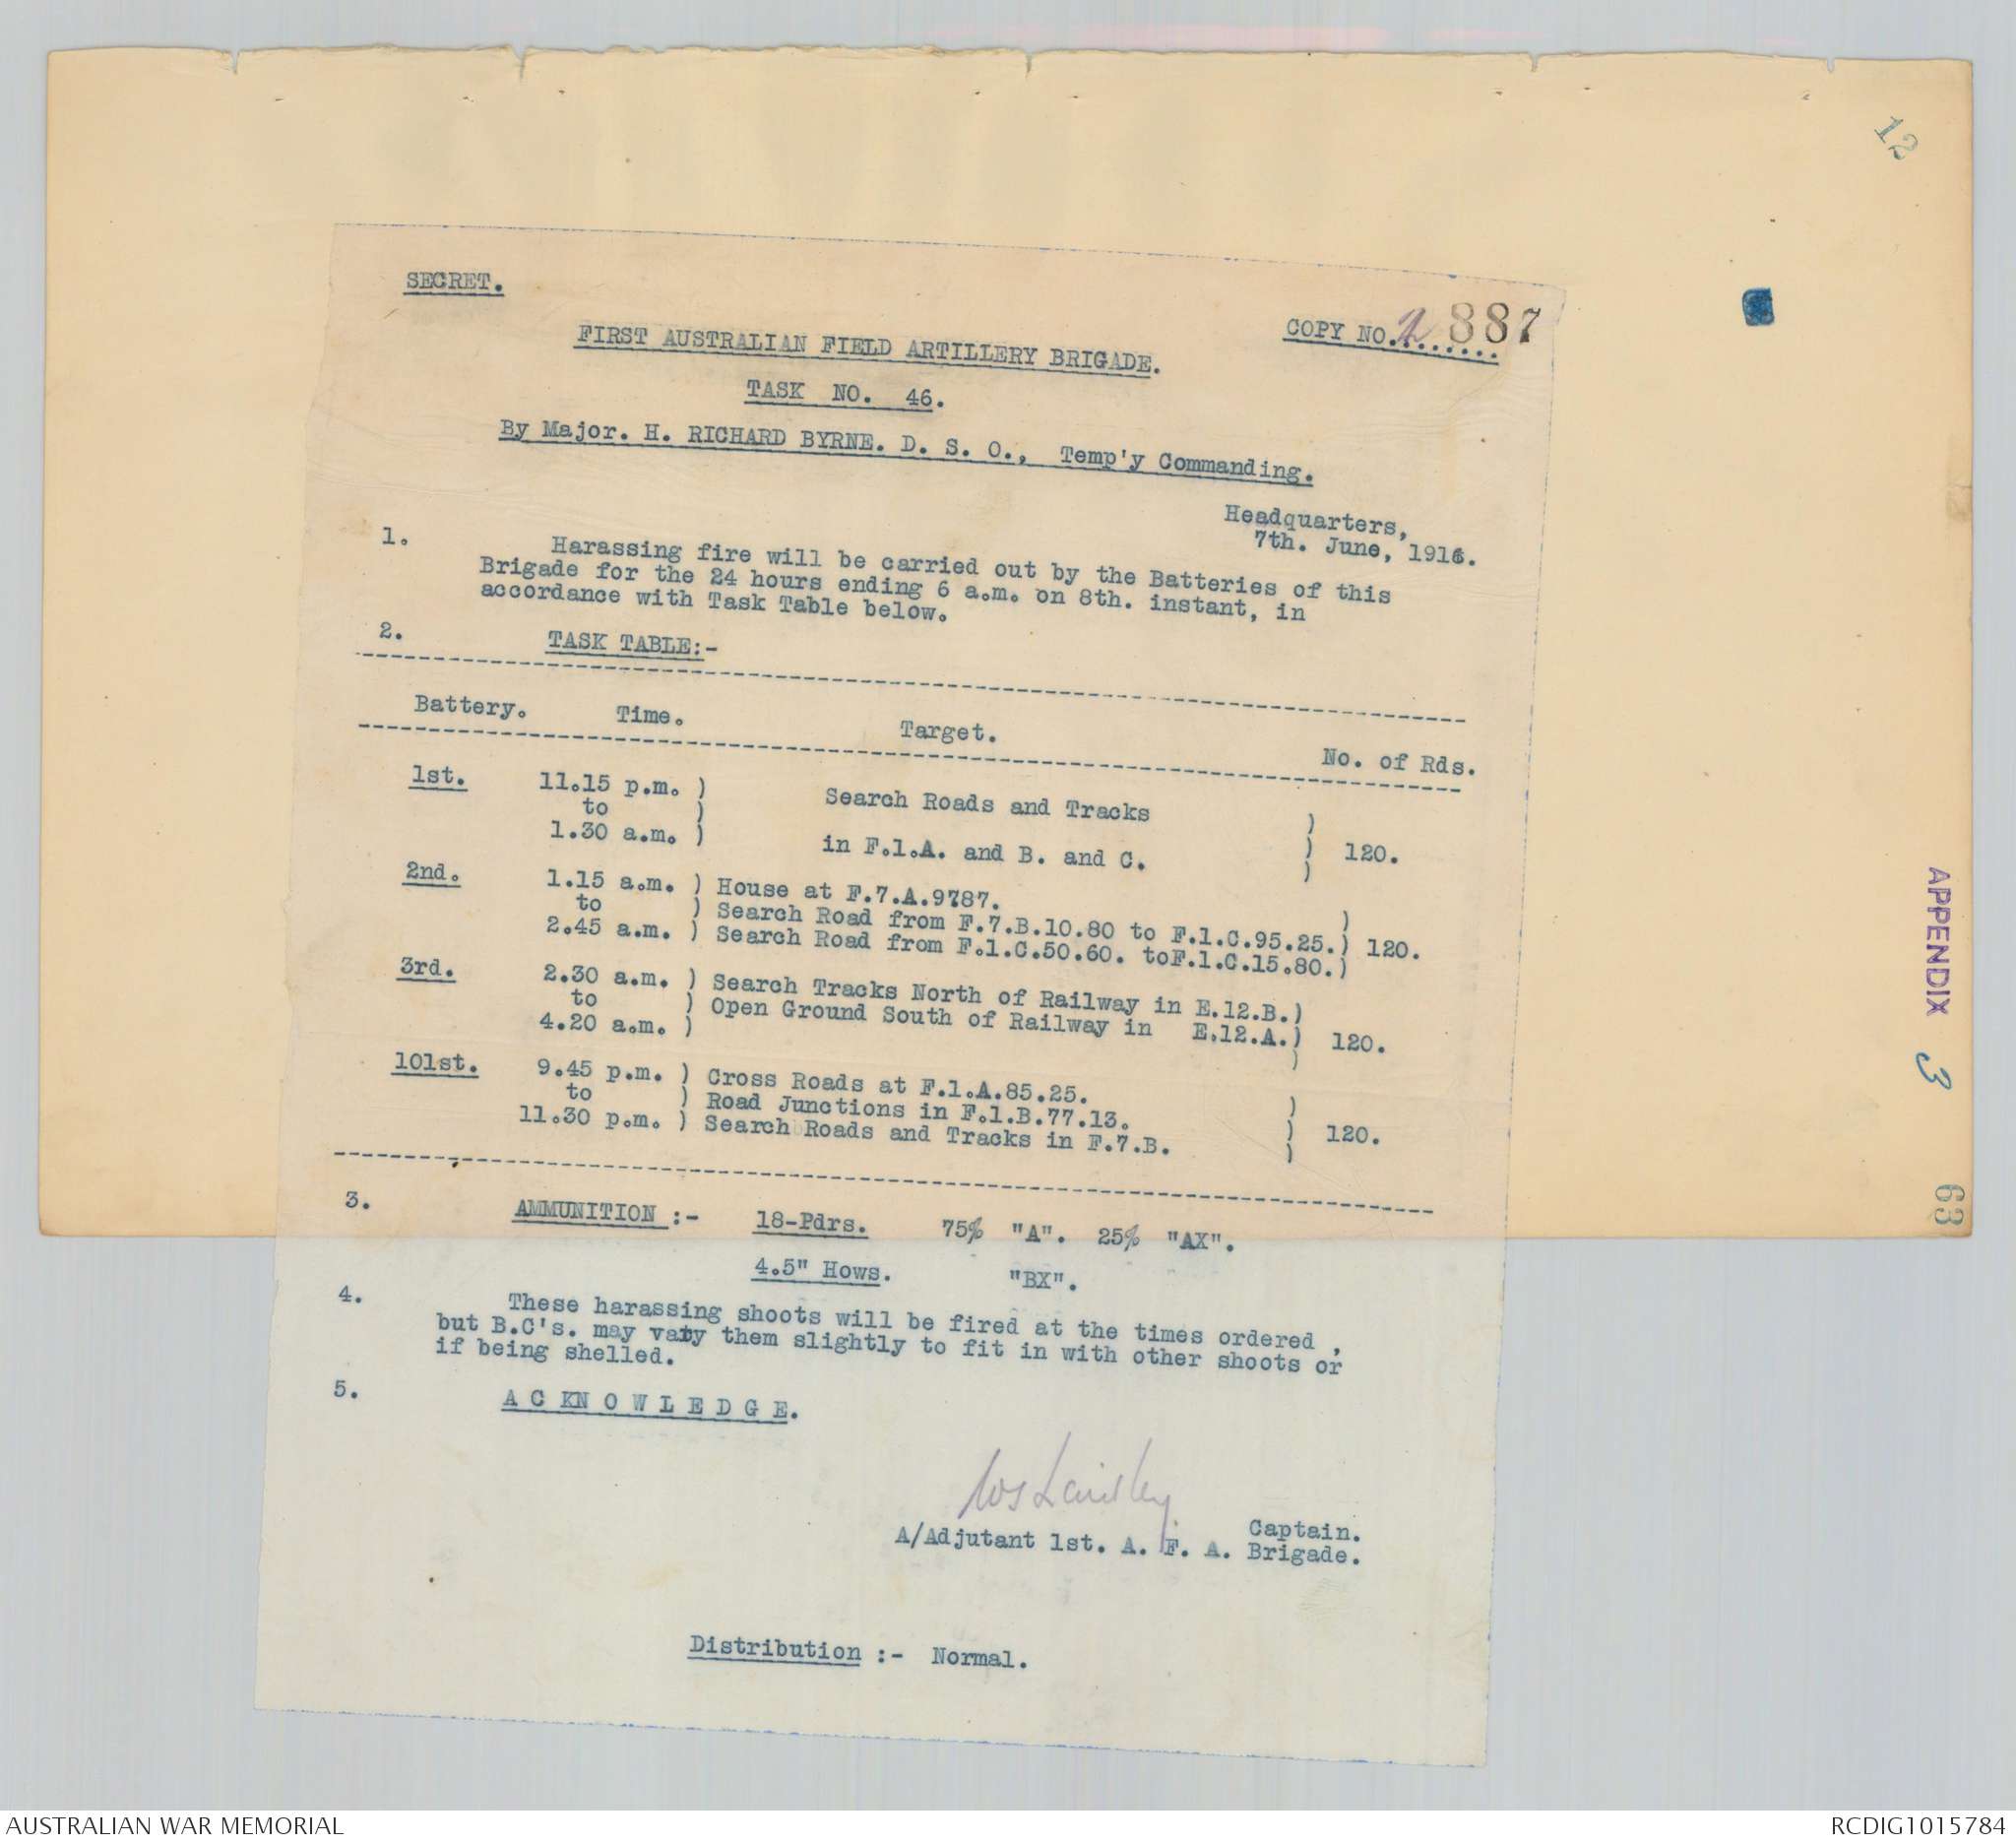 12
SECRET.
COPY NO. 2 887
FIRST AUSTRALIAN FIELD ARTILLERY BRIGADE.
TASK NO. 46.
By Major. H. RICHARD BYRNE. D. S. O., Temp'y Commanding.
Headquarters,
7th. June, 1918.
1. Harassing fire will be carried out by the Batteries of this
Brigade for the 24 hours ending 6 a.m. on 8th. instant, in
accordance with Task Table below.
2. TASK TABLE:-
Battery. Time. Target. No. of Rds.
1st. 11.15 p.m. ) Search Roads and Tracks )
to ) ) 120.
1.30 a.m. ) in F.1.A. and B. and C. )
2nd. 1.15 a.m. ) House at F.7.A.9787. )
to ) Search Road from F.7.B.10.80 to F.1.C.95.25.) 120.
2.45 a.m. ) Search Road from F.1.C.50.60. toF.1.C.15.80.)
3rd. 2.30 a.m. ) Search Tracks North of Railway in E.12.B.)
to ) Open Ground South of Railway in E.12.A.) 120.
4.20 a.m. ) )
101st. 9.45 p.m. ) Cross Roads at F.1.A.85.25. )
to ) Road Junctions in F.1.B.77.13. ) 120.
11.30 p.m. ) Search Roads and Tracks in F.7.B. )
3. AMMUNITION :- 18-Pdrs. 75% "A". 25% "AX".
4.5" Hows. "BX".
4. These harassing shoots will be fired at the times ordered ,
but B.C's. may vary them slightly to fit in with other shoots or
if being shelled.
5. A C KN O W L E D G E.
Captain.
A/Adjutant 1st. A. F. A. Brigade.
Distribution :- Normal.
APPENDIX 3
63
AUSTRALIAN WAR MEMORIAL
RCDIG1015784